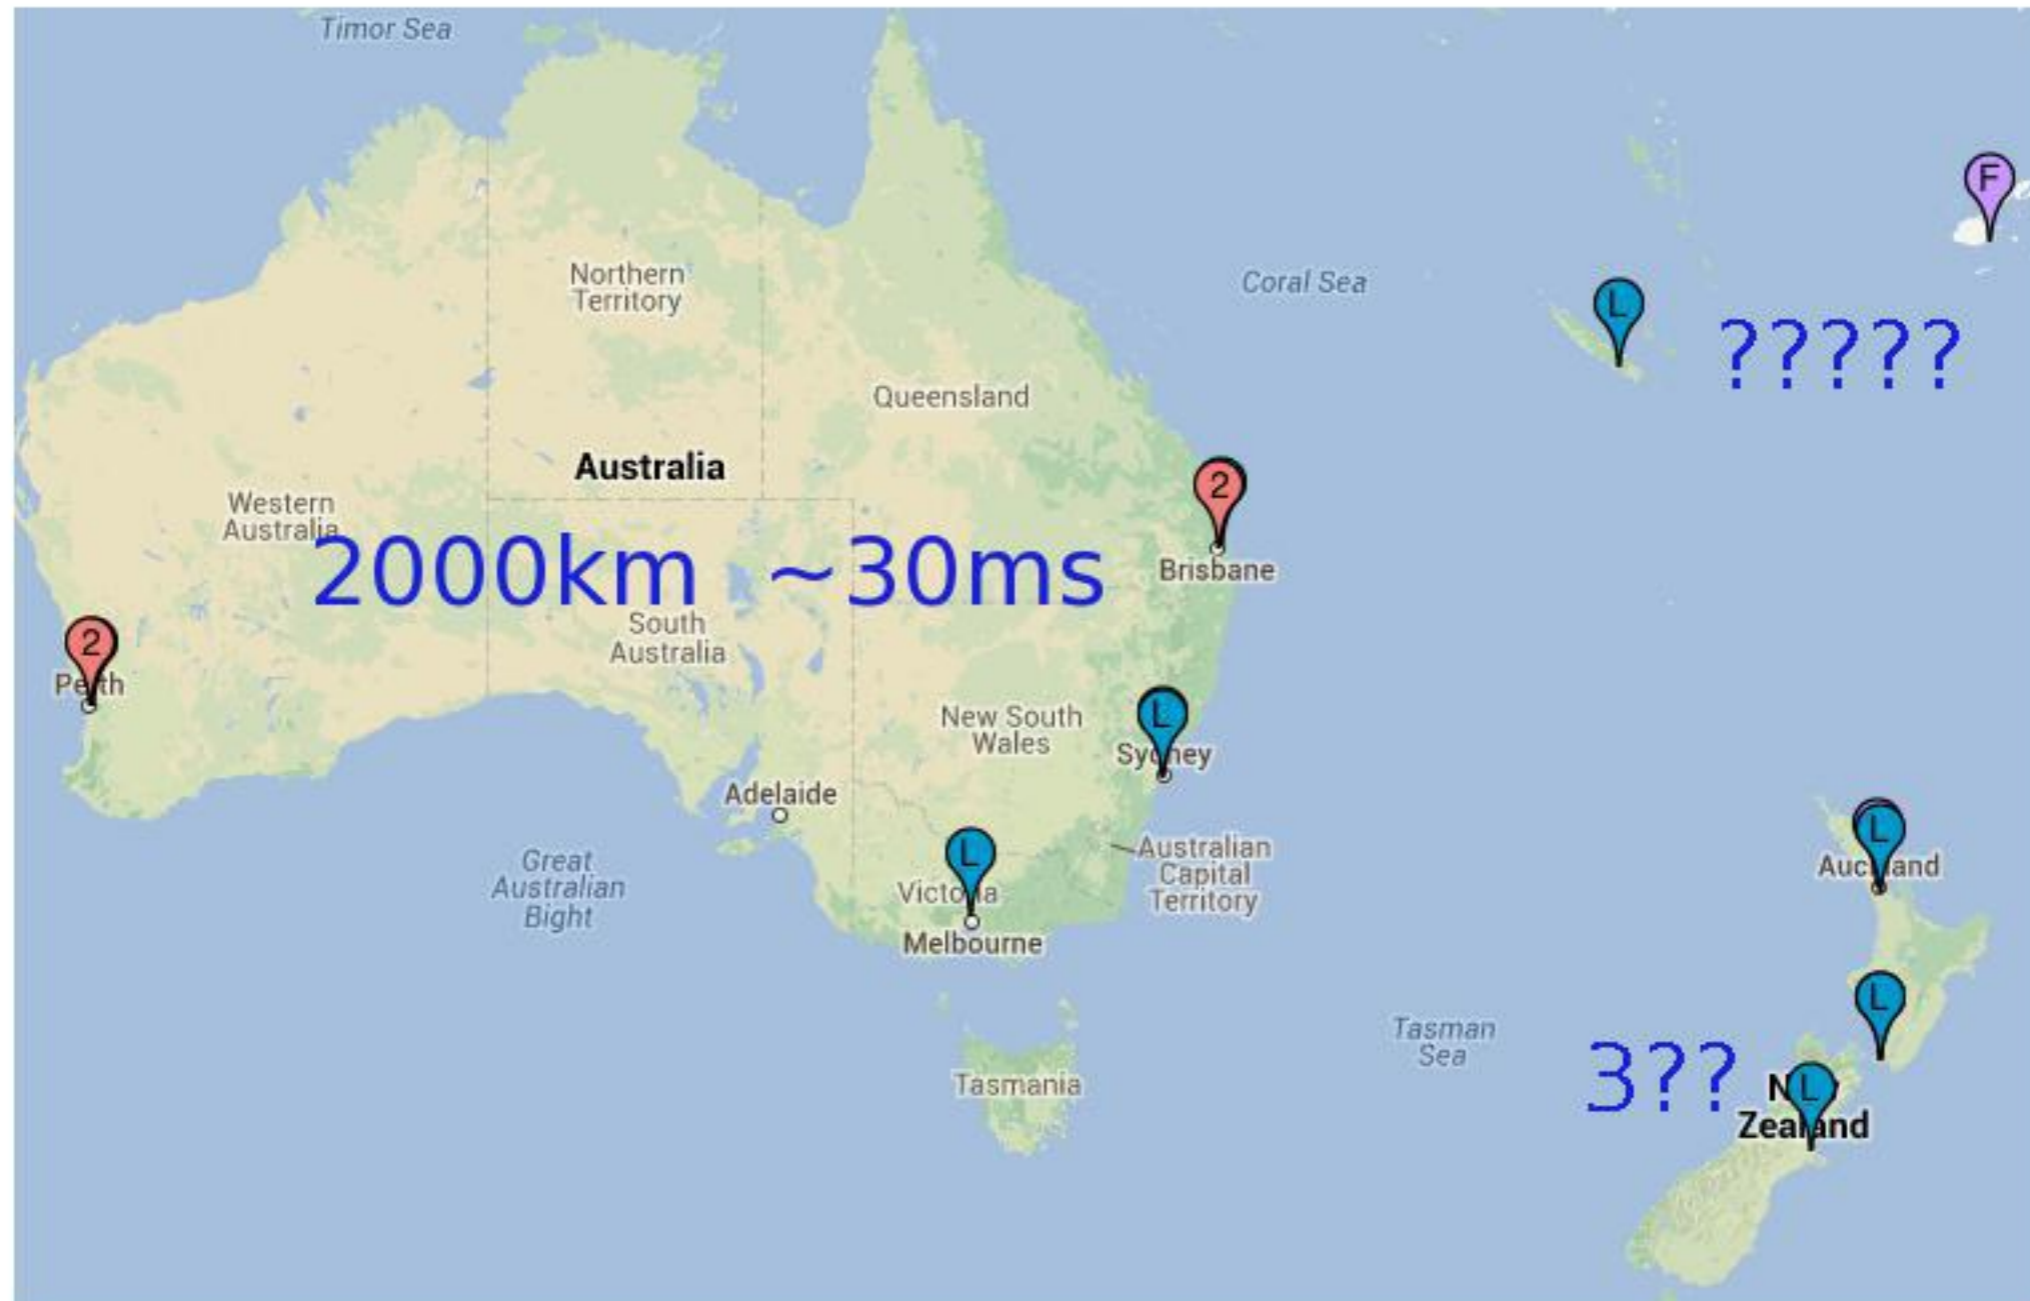 Timor Sea
F
Northern
Territory
Coral Sea
L
?????
Queensland
Australia
Western
Australia
2
2000km ~30ms
Brisbane
South
Australia
2
Perth
New South
Wales
L
Sydney
Adelaide
L
Auckland
L
Australian
Capital
Territory
Great
Australian
Bight
Victoria
Melbourne
L
Tasman
Sea
3??
Tasmania
L
New
Zealand